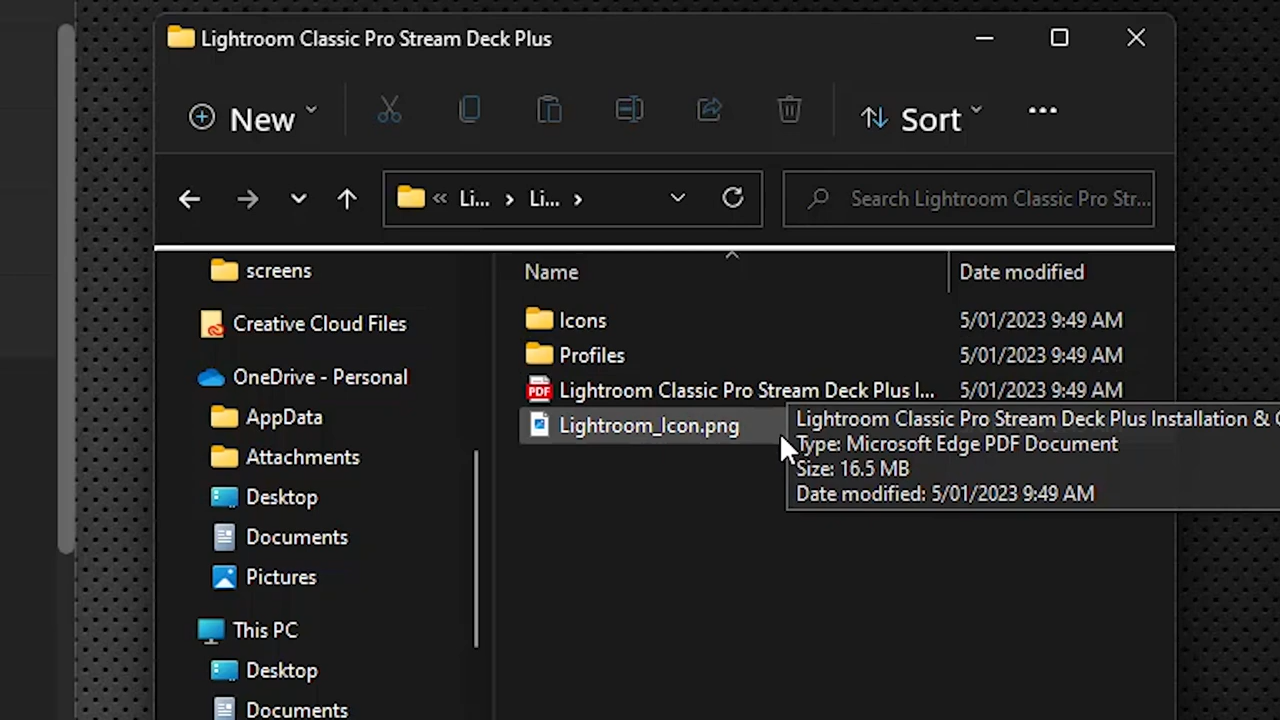 Lightroom Classic Pro Stream Deck Plus
New
Sort
« Li... › Li... ›
Search Lightroom Classic Pro Str...
Name
Date modified
screens
Creative Cloud Files
OneDrive - Personal
AppData
Attachments
Desktop
Documents
Pictures
This PC
Desktop
Documents
Icons 5/01/2023 9:49 AM
Profiles 5/01/2023 9:49 AM
PDF Lightroom Classic Pro Stream Deck Plus I... 5/01/2023 9:49 AM
Lightroom_Icon.png
Lightroom Classic Pro Stream Deck Plus Installation &
Type: Microsoft Edge PDF Document
Size: 16.5 MB
Date modified: 5/01/2023 9:49 AM